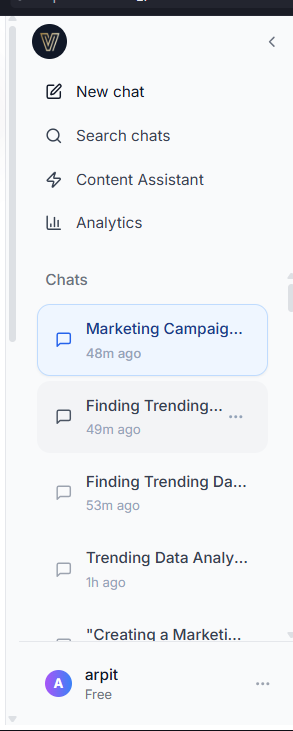 New chat
Search chats
Content Assistant
Analytics
Chats
Marketing Campaig...
48m ago
Finding Trending...
49m ago
Finding Trending Da...
53m ago
Trending Data Analy...
1h ago
"Creating a Marketi...
A
arpit
Free